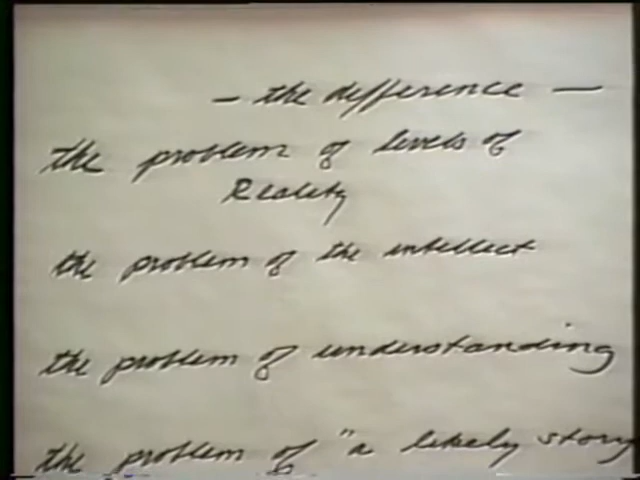 — the difference —
the problem of levels of
Reality
the problem of the intellect
the problem of understanding
the problem of "a likely story